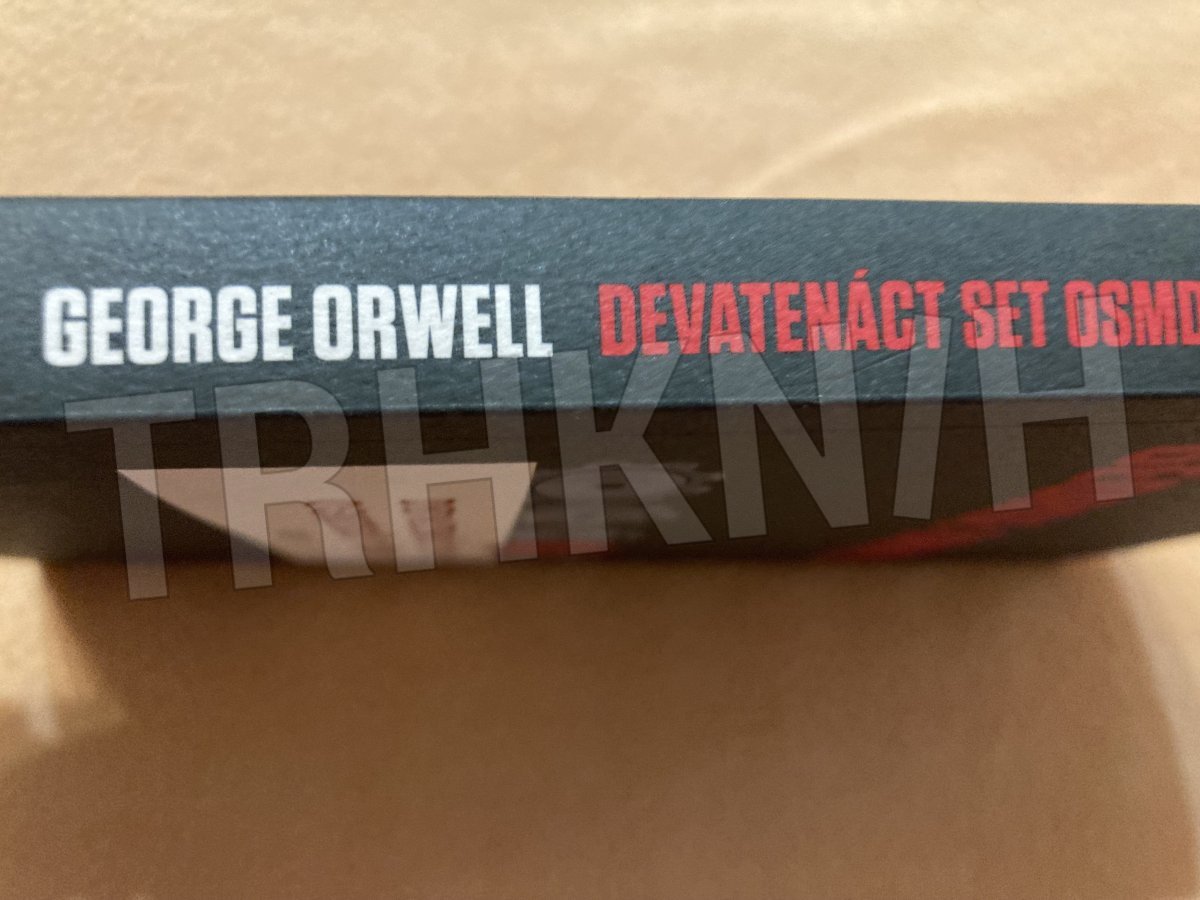 GEORGE ORWELL DEVATENÁCT SET OSMD
TRHKNIH